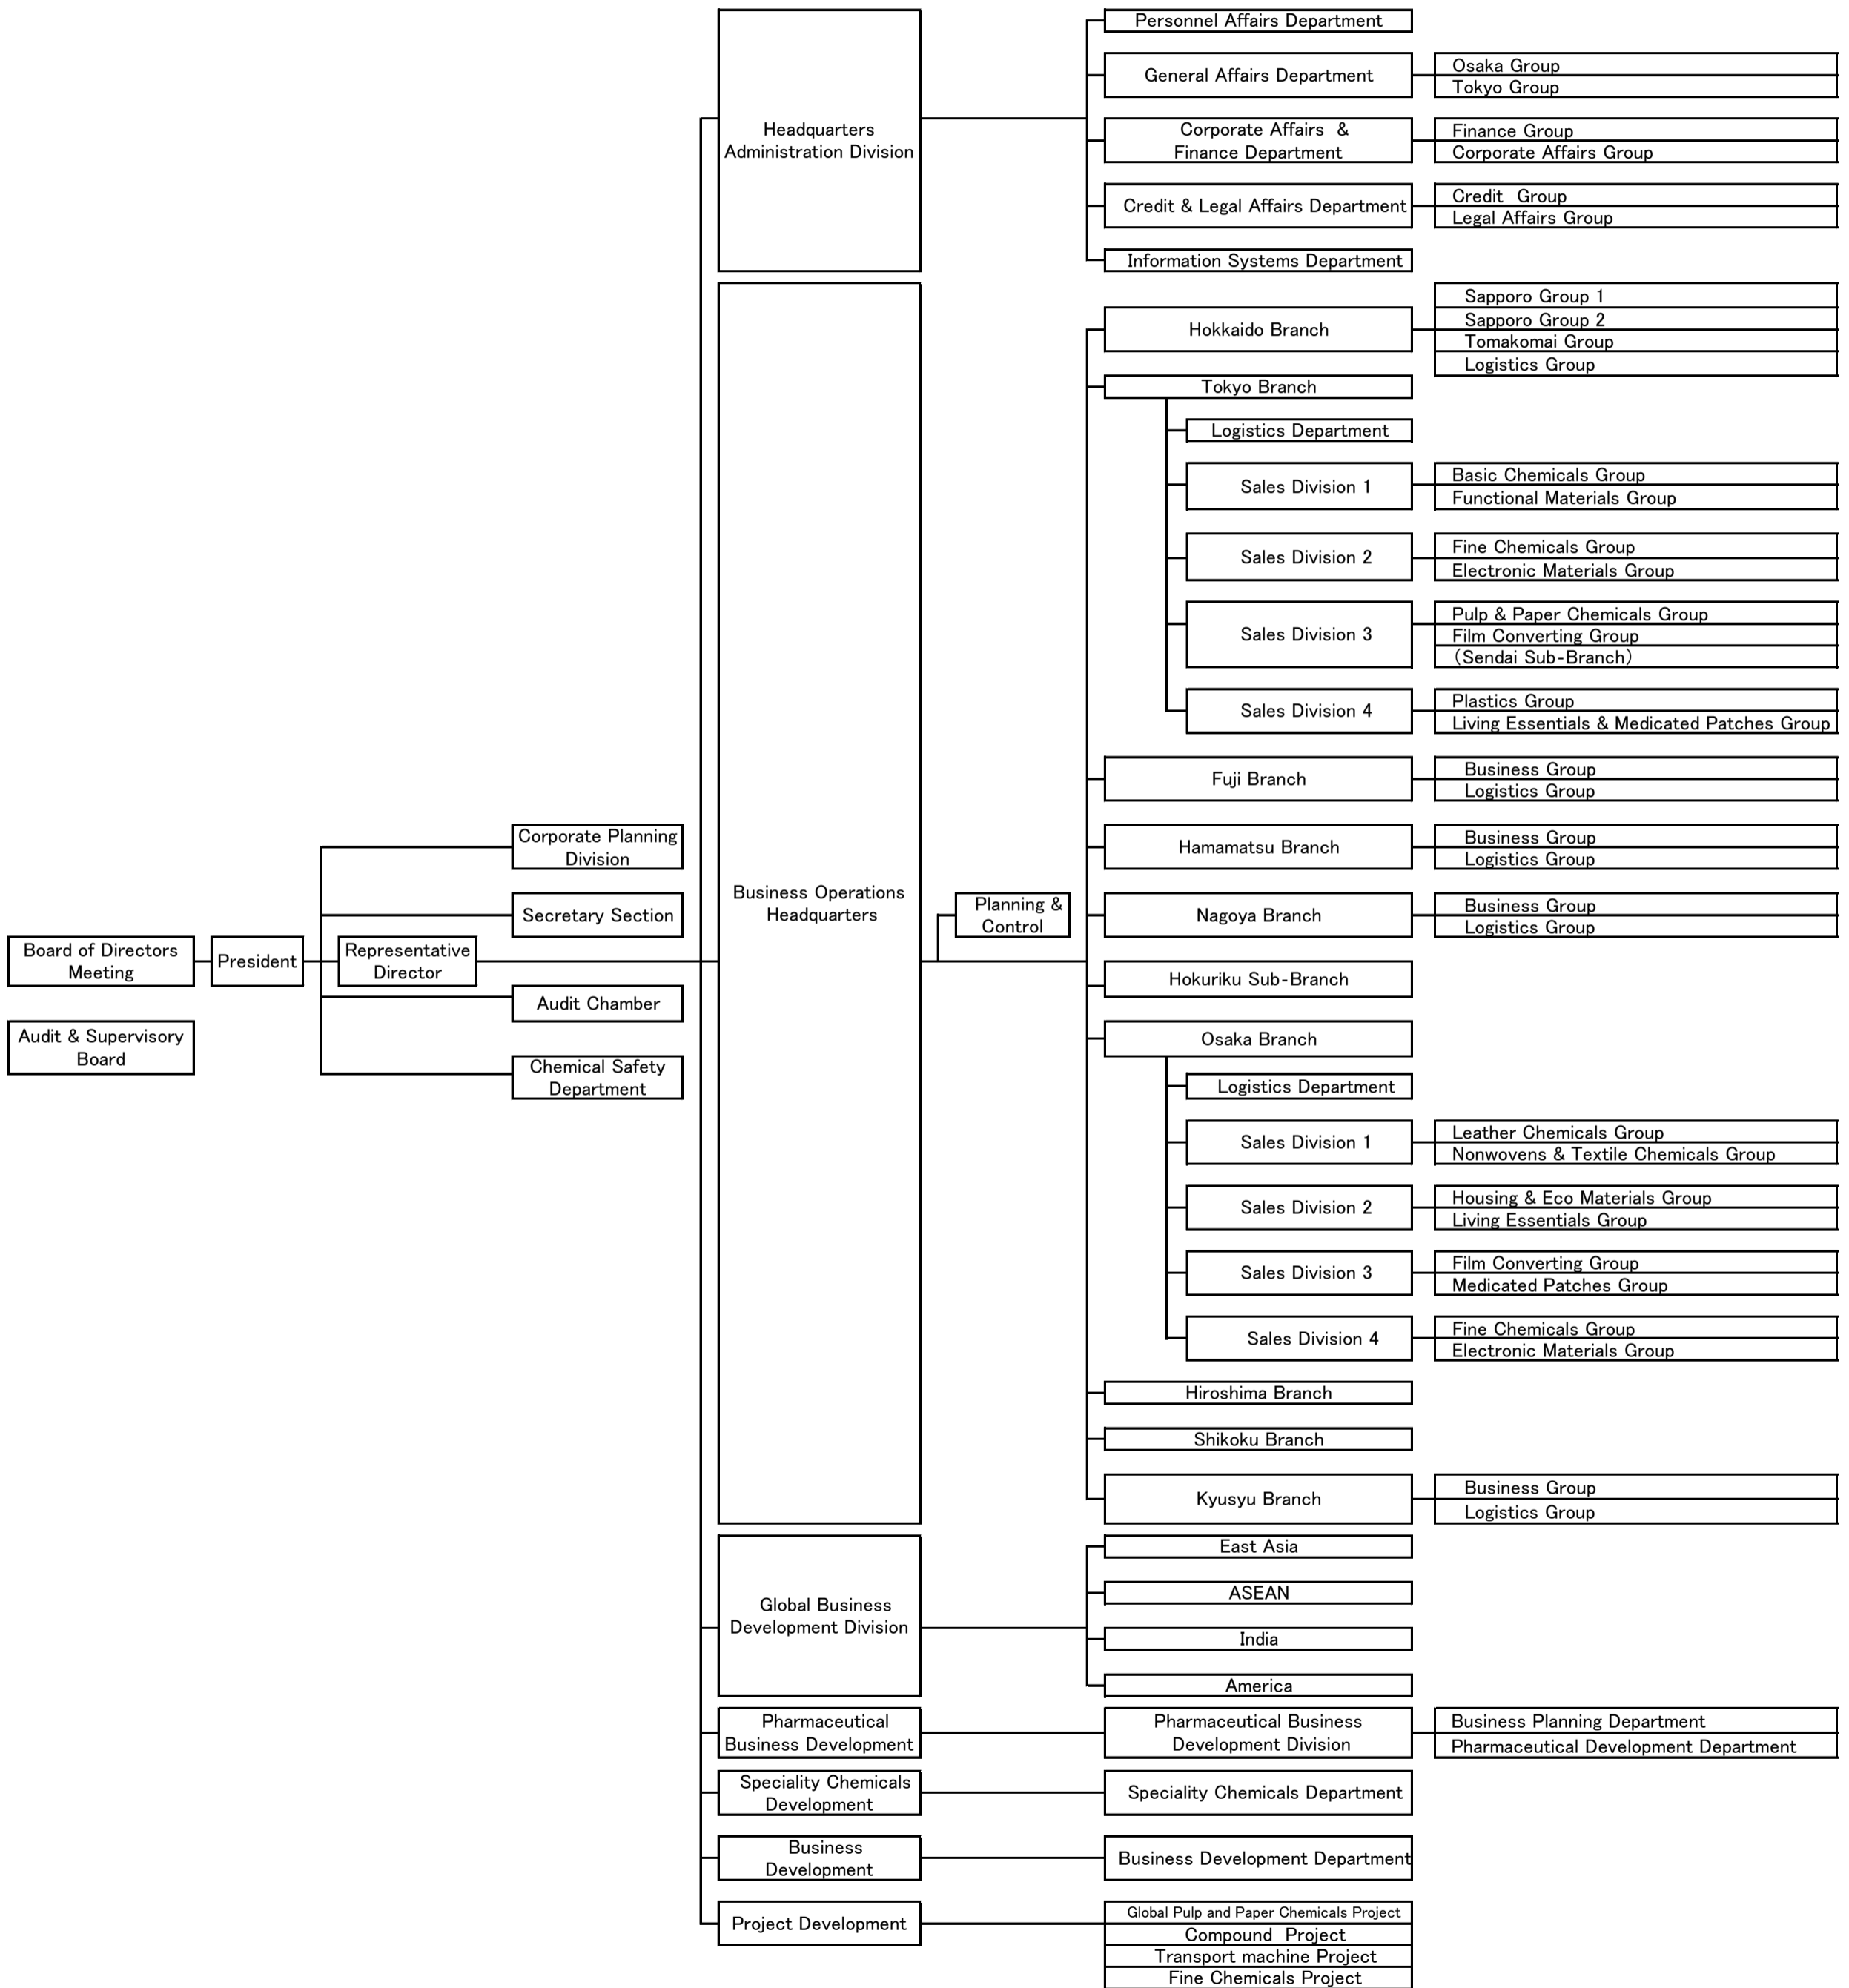 Personnel Affairs Department
General Affairs Department
Osaka Group
Tokyo Group
Headquarters
Administration Division
Corporate Affairs &
Finance Department
Finance Group
Corporate Affairs Group
Credit & Legal Affairs Department
Credit Group
Legal Affairs Group
Information Systems Department
Hokkaido Branch
Sapporo Group 1
Sapporo Group 2
Tomakomai Group
Logistics Group
Tokyo Branch
Logistics Department
Sales Division 1
Basic Chemicals Group
Functional Materials Group
Sales Division 2
Fine Chemicals Group
Electronic Materials Group
Sales Division 3
Pulp & Paper Chemicals Group
Film Converting Group
(Sendai Sub-Branch)
Sales Division 4
Plastics Group
Living Essentials & Medicated Patches Group
Fuji Branch
Business Group
Logistics Group
Corporate Planning
Division
Hamamatsu Branch
Business Group
Logistics Group
Secretary Section
Business Operations
Headquarters
Planning &
Control
Nagoya Branch
Business Group
Logistics Group
Board of Directors
Meeting
President
Representative
Director
Hokuriku Sub-Branch
Audit Chamber
Audit & Supervisory
Board
Osaka Branch
Chemical Safety
Department
Logistics Department
Sales Division 1
Leather Chemicals Group
Nonwovens & Textile Chemicals Group
Sales Division 2
Housing & Eco Materials Group
Living Essentials Group
Sales Division 3
Film Converting Group
Medicated Patches Group
Sales Division 4
Fine Chemicals Group
Electronic Materials Group
Hiroshima Branch
Shikoku Branch
Kyusyu Branch
Business Group
Logistics Group
Global Business
Development Division
East Asia
ASEAN
India
America
Pharmaceutical
Business Development
Pharmaceutical Business
Development Division
Business Planning Department
Pharmaceutical Development Department
Speciality Chemicals
Development
Speciality Chemicals Department
Business
Development
Business Development Department
Project Development
Global Pulp and Paper Chemicals Project
Compound Project
Transport machine Project
Fine Chemicals Project